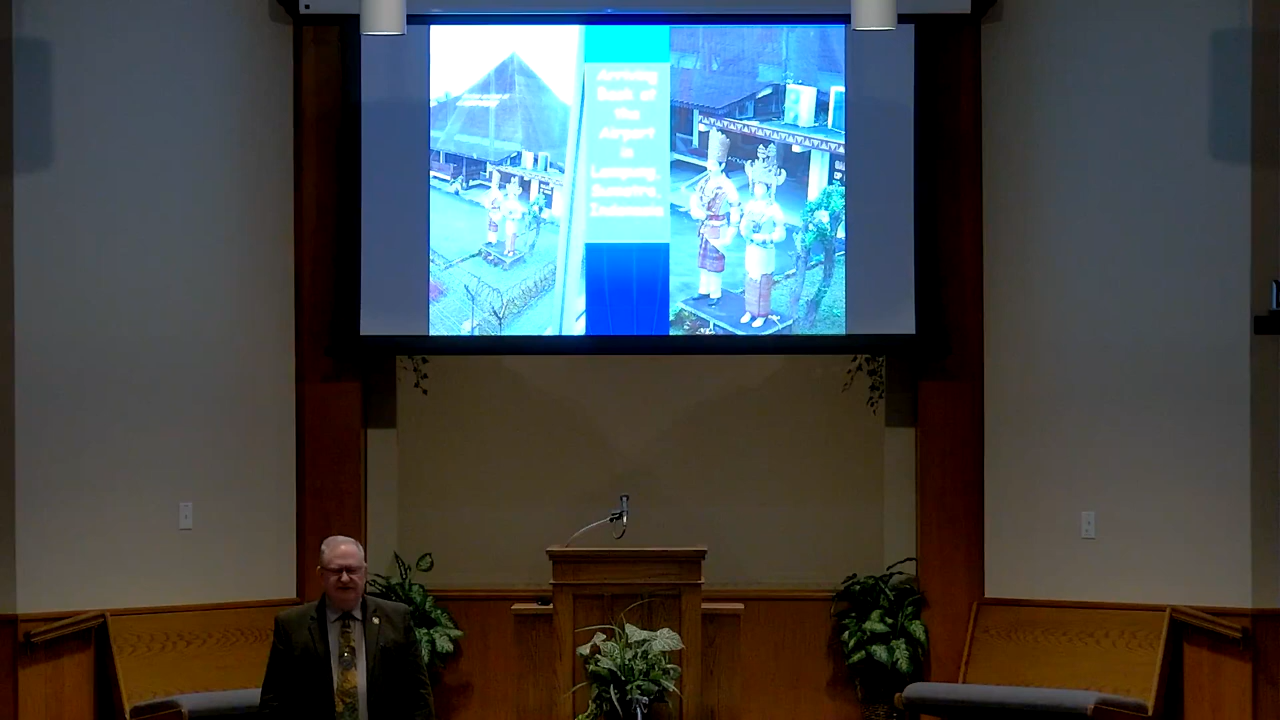 Arriving
Back at
the
Airport
in
Lampung,
Sumatra,
Indonesia